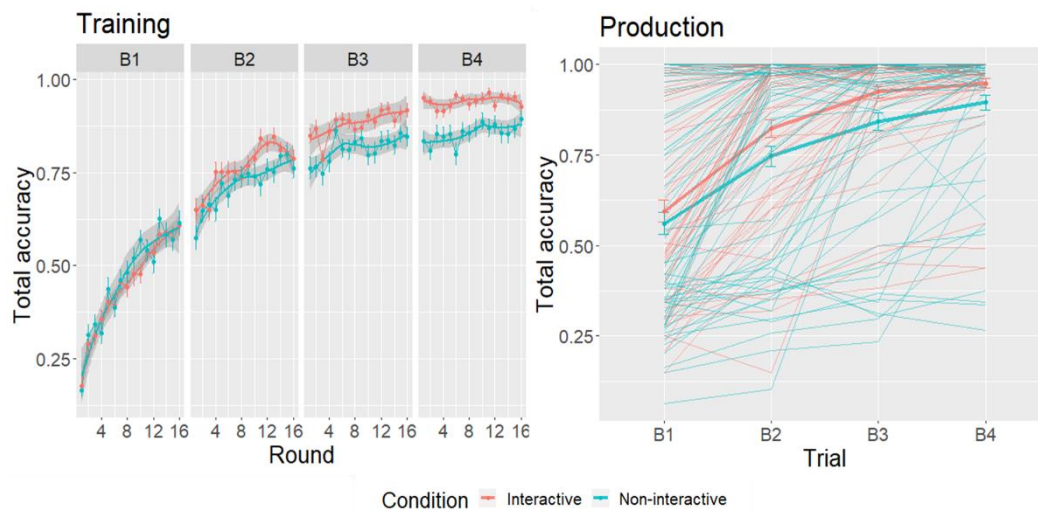 Training
B1 B2 B3 B4
Total accuracy
1.00
0.75
0.50
0.25
4 8 12 16 4 8 12 16 4 8 12 16 4 8 12 16
Round
Production
Total accuracy
1.00
0.75
0.50
0.25
B1 B2 B3 B4
Trial
Condition Interactive Non-interactive